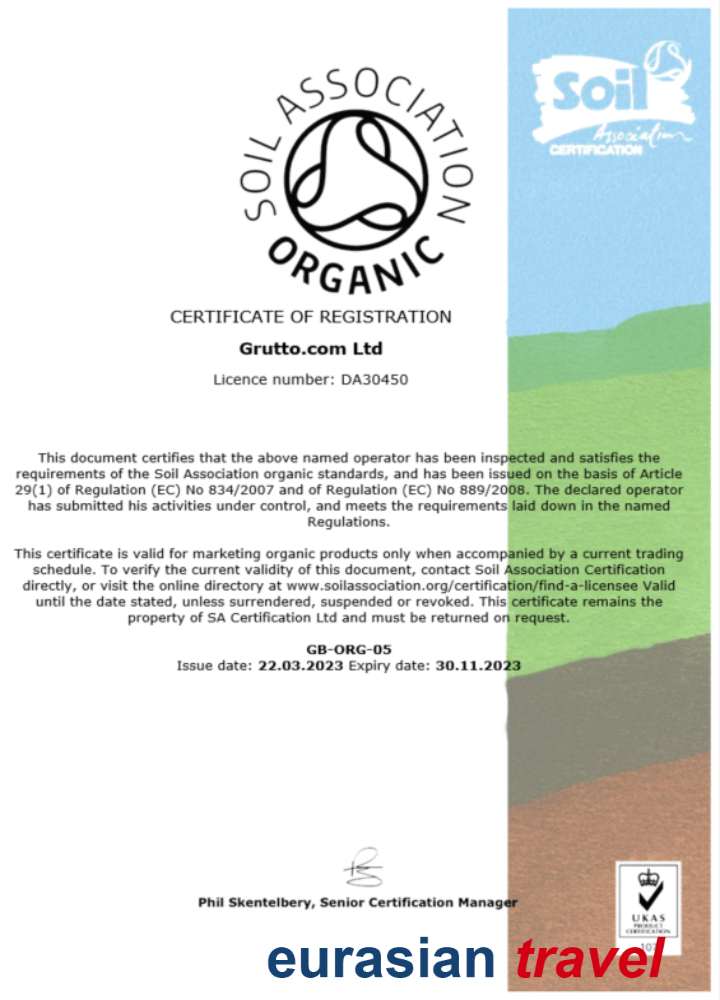 SOIL ASSOCIATION
ORGANIC
Soil
Association
CERTIFICATION
CERTIFICATE OF REGISTRATION
Grutto.com Ltd
Licence number: DA30450
This document certifies that the above named operator has been inspected and satisfies the
requirements of the Soil Association organic standards, and has been issued on the basis of Article
29(1) of Regulation (EC) No 834/2007 and of Regulation (EC) No 889/2008. The declared operator
has submitted his activities under control, and meets the requirements laid down in the named
Regulations.
This certificate is valid for marketing organic products only when accompanied by a current trading
schedule. To verify the current validity of this document, contact Soil Association Certification
directly, or visit the online directory at www.soilassociation.org/certification/find-a-licensee Valid
until the date stated, unless surrendered, suspended or revoked. This certificate remains the
property of SA Certification Ltd and must be returned on request.
GB-ORG-05
Issue date: 22.03.2023 Expiry date: 30.11.2023
Phil Skentelbery, Senior Certification Manager
UKAS
PRODUCT
CERTIFICATION
eurasian travel